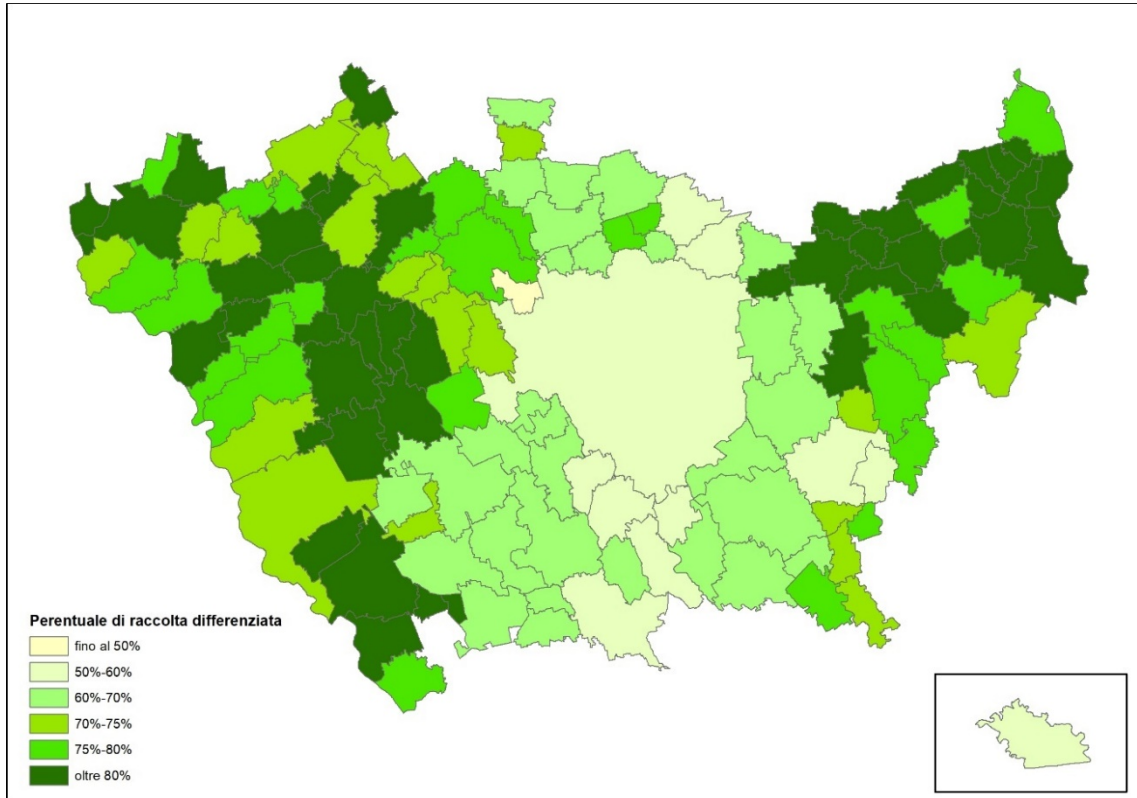 Perentuale di raccolta differenziata
fino al 50%
50%-60%
60%-70%
70%-75%
75%-80%
oltre 80%